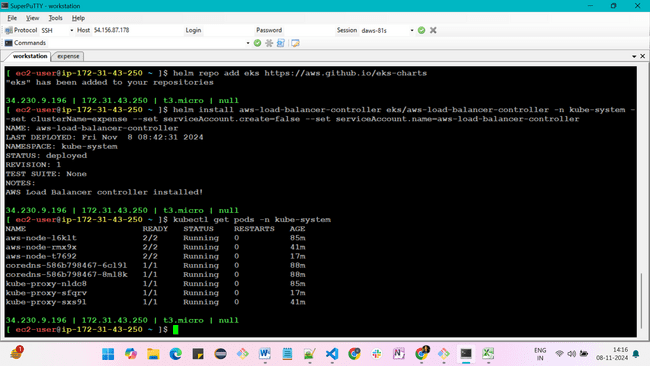 SuperPuTTY - workstation
File View Tools Help
Protocol SSH Host 54.156.87.178 Login Password Session daws-81s
Commands
workstation expense
[ ec2-user@ip-172-31-43-250 ~ ]$ helm repo add eks https://aws.github.io/eks-charts
"eks" has been added to your repositories
34.230.9.196 | 172.31.43.250 | t3.micro | null
[ ec2-user@ip-172-31-43-250 ~ ]$ helm install aws-load-balancer-controller eks/aws-load-balancer-controller -n kube-system -
-set clusterName=expense --set serviceAccount.create=false --set serviceAccount.name=aws-load-balancer-controller
NAME: aws-load-balancer-controller
LAST DEPLOYED: Fri Nov  8 08:42:31 2024
NAMESPACE: kube-system
STATUS: deployed
REVISION: 1
TEST SUITE: None
NOTES:
AWS Load Balancer controller installed!
34.230.9.196 | 172.31.43.250 | t3.micro | null
[ ec2-user@ip-172-31-43-250 ~ ]$ kubectl get pods -n kube-system
NAME READY STATUS RESTARTS AGE
aws-node-l6klt 2/2 Running 0 85m
aws-node-rmx9x 2/2 Running 0 41m
aws-node-t7692 2/2 Running 0 17m
coredns-586b798467-6cl91 1/1 Running 0 88m
coredns-586b798467-8ml8k 1/1 Running 0 88m
kube-proxy-nldc8 1/1 Running 0 85m
kube-proxy-sfqrv 1/1 Running 0 17m
kube-proxy-sxs9l 1/1 Running 0 41m
34.230.9.196 | 172.31.43.250 | t3.micro | null
[ ec2-user@ip-172-31-43-250 ~ ]$
ENG 14:16
IN 08-11-2024